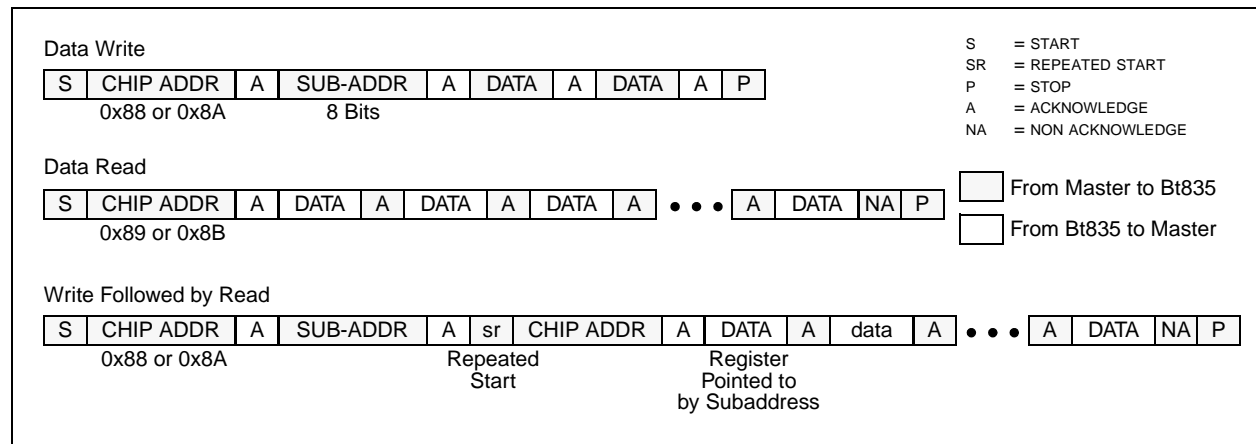 Data Write
S CHIP ADDR A SUB-ADDR A DATA A DATA A P
0x88 or 0x8A 8 Bits
S = START
SR = REPEATED START
P = STOP
A = ACKNOWLEDGE
NA = NON ACKNOWLEDGE
Data Read
S CHIP ADDR A DATA A DATA A DATA A • • • A DATA NA P
0x89 or 0x8B
From Master to Bt835
From Bt835 to Master
Write Followed by Read
S CHIP ADDR A SUB-ADDR A sr CHIP ADDR A DATA A data A • • • A DATA NA P
0x88 or 0x8A
Repeated
Start
Register
Pointed to
by Subaddress